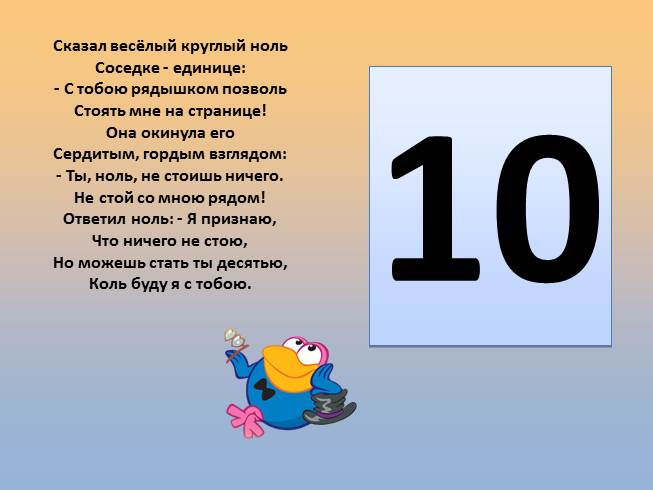 Сказал весёлый круглый ноль
Соседке - единице:
- С тобою рядышком позволь
Стоять мне на странице!
Она окинула его
Сердитым, гордым взглядом:
- Ты, ноль, не стоишь ничего.
Не стой со мною рядом!
Ответил ноль: - Я признаю,
Что ничего не стою,
Но можешь стать ты десятью,
Коль буду я с тобою.
10